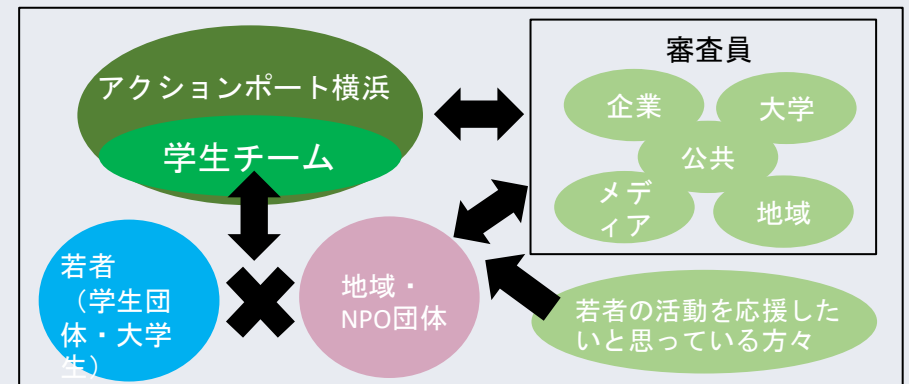 アクションポート横浜
学生チーム
審査員
企業
大学
公共
メデ
ィア
地域
若者
（学生団
体・大学
生）
地域・
NPO団体
若者の活動を応援した
いと思っている方々